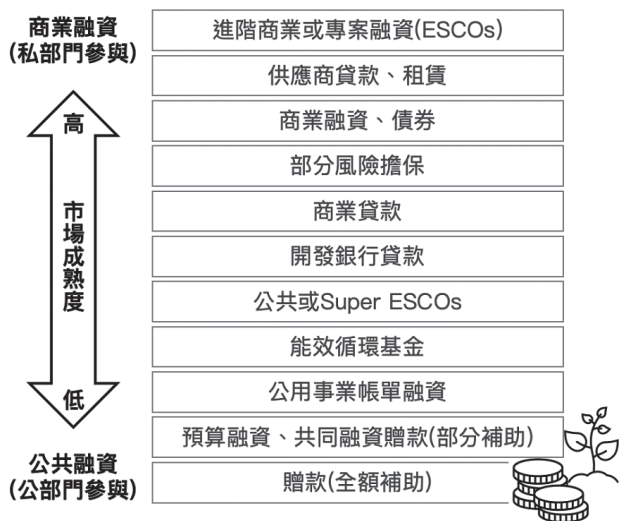 商業融資
(私部門參與)
高
市場成熟度
低
公共融資
(公部門參與)
進階商業或專案融資(ESCOs)
供應商貸款、租賃
商業融資、債券
部分風險擔保
商業貸款
開發銀行貸款
公共或Super ESCOs
能效循環基金
公用事業帳單融資
預算融資、共同融資贈款(部分補助)
贈款(全額補助)